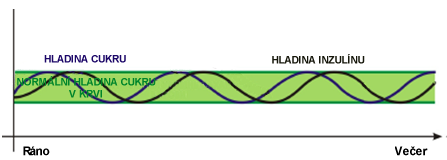 HLADINA CUKRU
HLADINA INZULÍNU
NORMÁLNÍ HLADINA CUKRU
V KRVI
Ráno
Večer